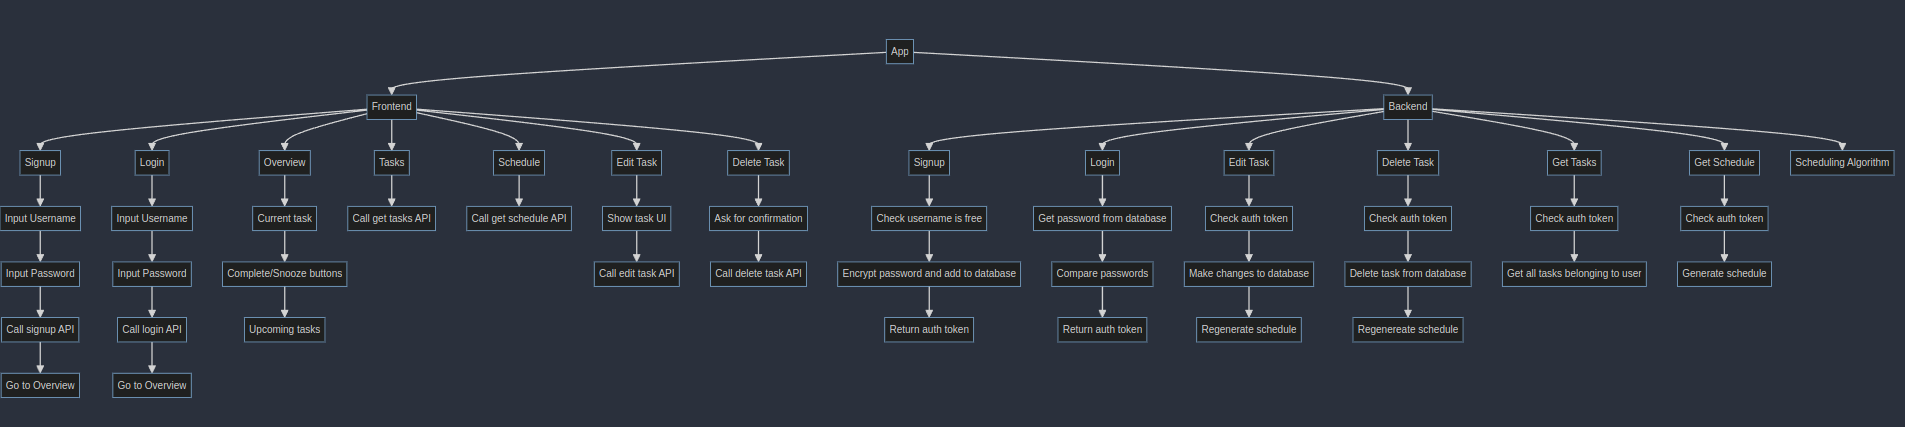 App
Frontend
Backend
Signup
Login
Overview
Tasks
Schedule
Edit Task
Delete Task
Signup
Login
Edit Task
Delete Task
Get Tasks
Get Schedule
Scheduling Algorithm
Input Username
Input Username
Current task
Call get tasks API
Call get schedule API
Show task UI
Ask for confirmation
Check username is free
Get password from database
Check auth token
Check auth token
Check auth token
Check auth token
Input Password
Input Password
Complete/Snooze buttons
Call edit task API
Call delete task API
Encrypt password and add to database
Compare passwords
Make changes to database
Delete task from database
Get all tasks belonging to user
Generate schedule
Call signup API
Call login API
Upcoming tasks
Return auth token
Return auth token
Regenerate schedule
Regenereate schedule
Go to Overview
Go to Overview